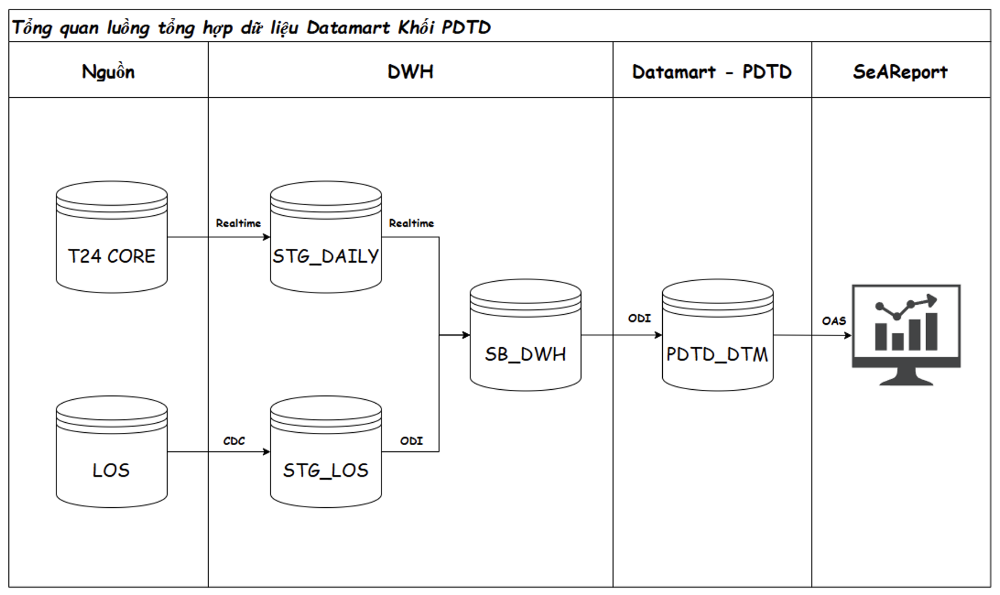 Tổng quan luồng tổng hợp dữ liệu Datamart Khối PDTD
Nguồn
DWH
Datamart - PDTD
SeAReport
Realtime
Realtime
T24 CORE
STG_DAILY
ODI
OAS
SB_DWH
PDTD_DTM
CDC
ODI
LOS
STG_LOS